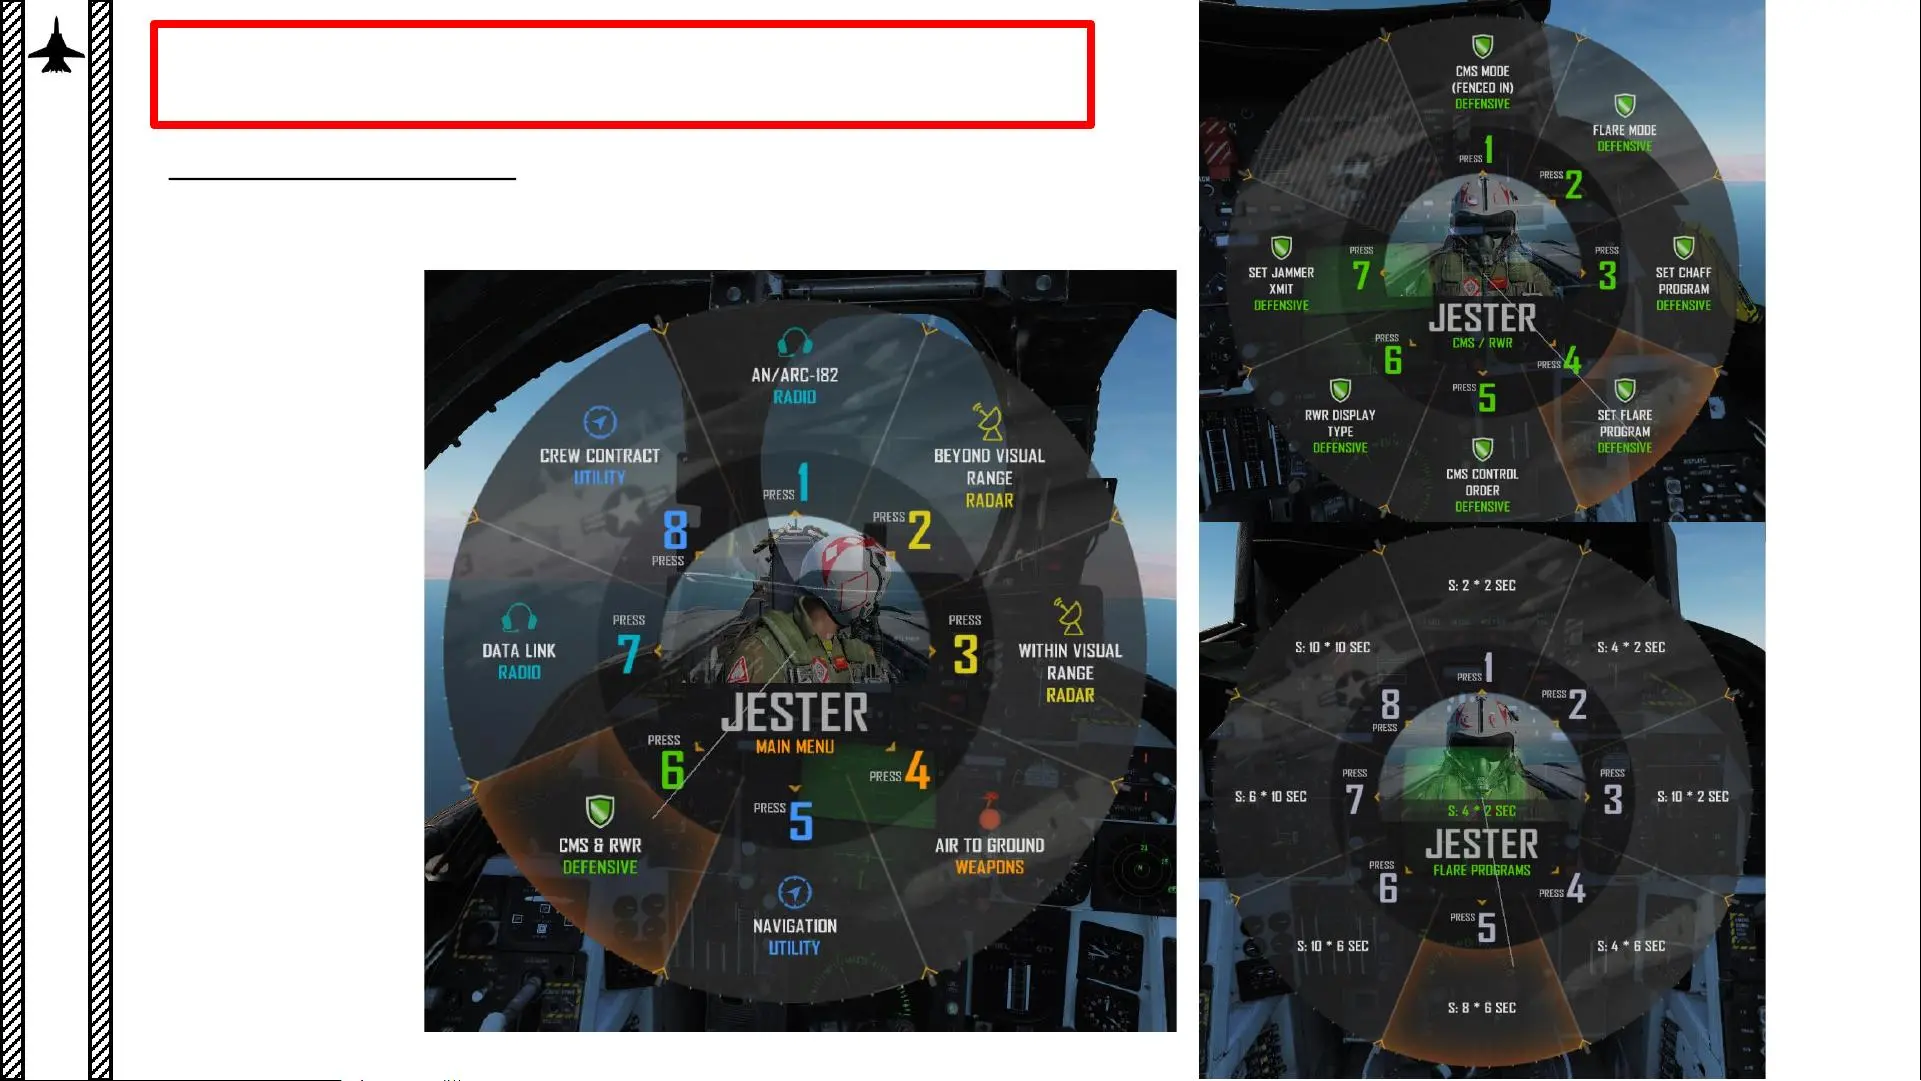 AN/ARC-182
RADIO
PRESS 1
BEYOND VISUAL
RANGE
RADAR
PRESS 2
WITHIN VISUAL
RANGE
RADAR
PRESS
3
AIR TO GROUND
WEAPONS
PRESS 4
NAVIGATION
UTILITY
PRESS 5
CMS & RWR
DEFENSIVE
PRESS
6
DATA LINK
RADIO
PRESS
7
CREW CONTRACT
UTILITY
8
PRESS
JESTER
MAIN MENU
CMS MODE
(FENCED IN)
DEFENSIVE
PRESS 1
FLARE MODE
DEFENSIVE
PRESS 2
SET CHAFF
PROGRAM
DEFENSIVE
PRESS
3
SET FLARE
PROGRAM
DEFENSIVE
PRESS 4
CMS CONTROL
ORDER
DEFENSIVE
PRESS 5
RWR DISPLAY
TYPE
DEFENSIVE
PRESS
6
SET JAMMER
XMIT
DEFENSIVE
PRESS
7
JESTER
CMS / RWR
S: 2 * 2 SEC
PRESS 1
S: 4 * 2 SEC
PRESS 2
S: 10 * 2 SEC
PRESS
3
S: 4 * 6 SEC
PRESS 4
S: 8 * 6 SEC
PRESS 5
S: 10 * 6 SEC
PRESS
6
S: 6 * 10 SEC
PRESS
7
S: 10 * 10 SEC
8
PRESS
S: 4 * 2 SEC
JESTER
FLARE PROGRAMS